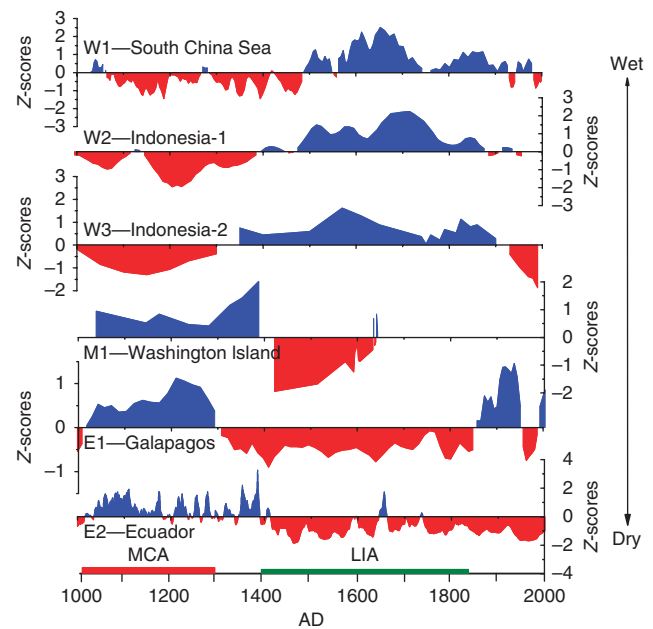 3
2
1
0
−1
−2
−3
Z-scores
W1—South China Sea
Wet
3
2
1
0
−1
−2
−3
Z-scores
W2—Indonesia-1
3
2
1
0
−1
−2
Z-scores
W3—Indonesia-2
2
1
0
−1
−2
Z-scores
M1—Washington Island
1
0
−1
Z-scores
E1—Galapagos
4
2
0
−2
−4
Z-scores
E2—Ecuador
Dry
MCA
LIA
1000 1200 1400 1600 1800 2000
AD